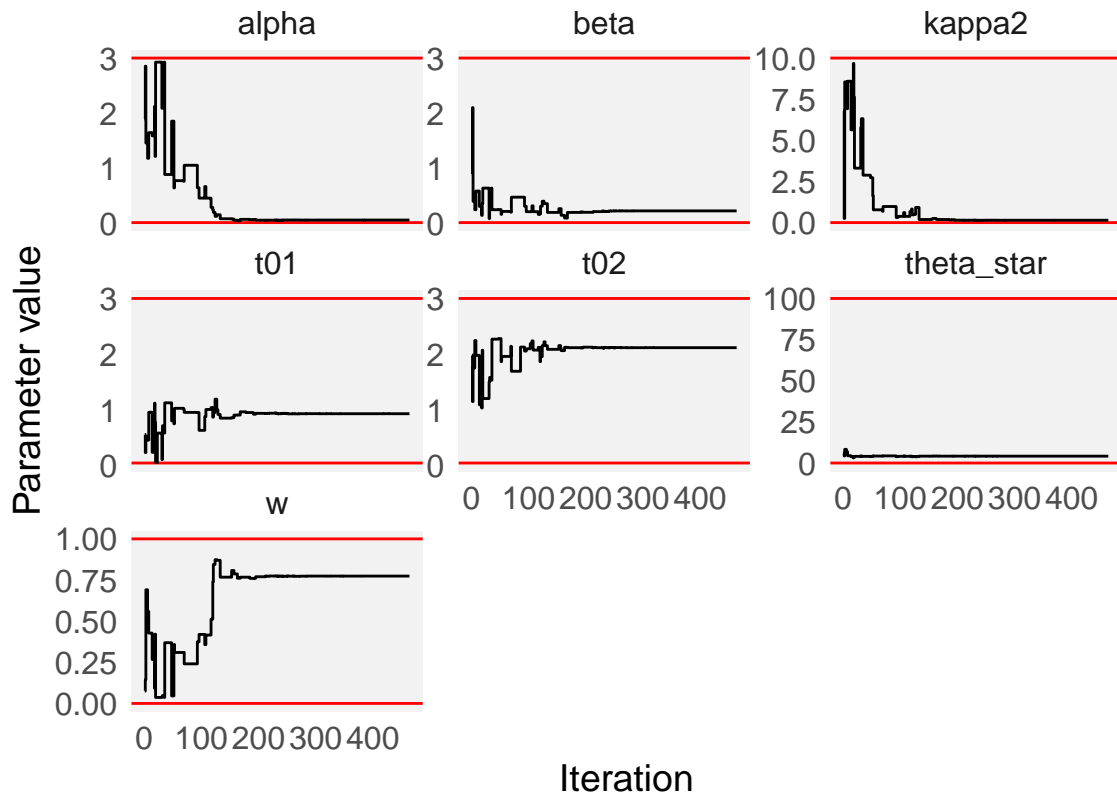 alpha beta kappa2
3 3 10.0
2 2 7.5
5.0
1 1 2.5
0 0 0.0
t01 t02 theta_star
3 3 100
2 2 75
50
1 1 25
0 0 0
0 100 200 300 400 0 100 200 300 400
w
1.00
0.75
0.50
0.25
0.00
0 100 200 300 400
Parameter value
Iteration